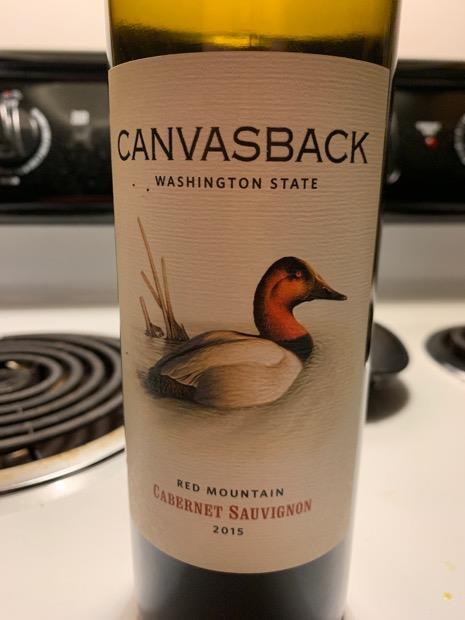 CANVASBACK
WASHINGTON STATE
RED MOUNTAIN
CABERNET SAUVIGNON
2015